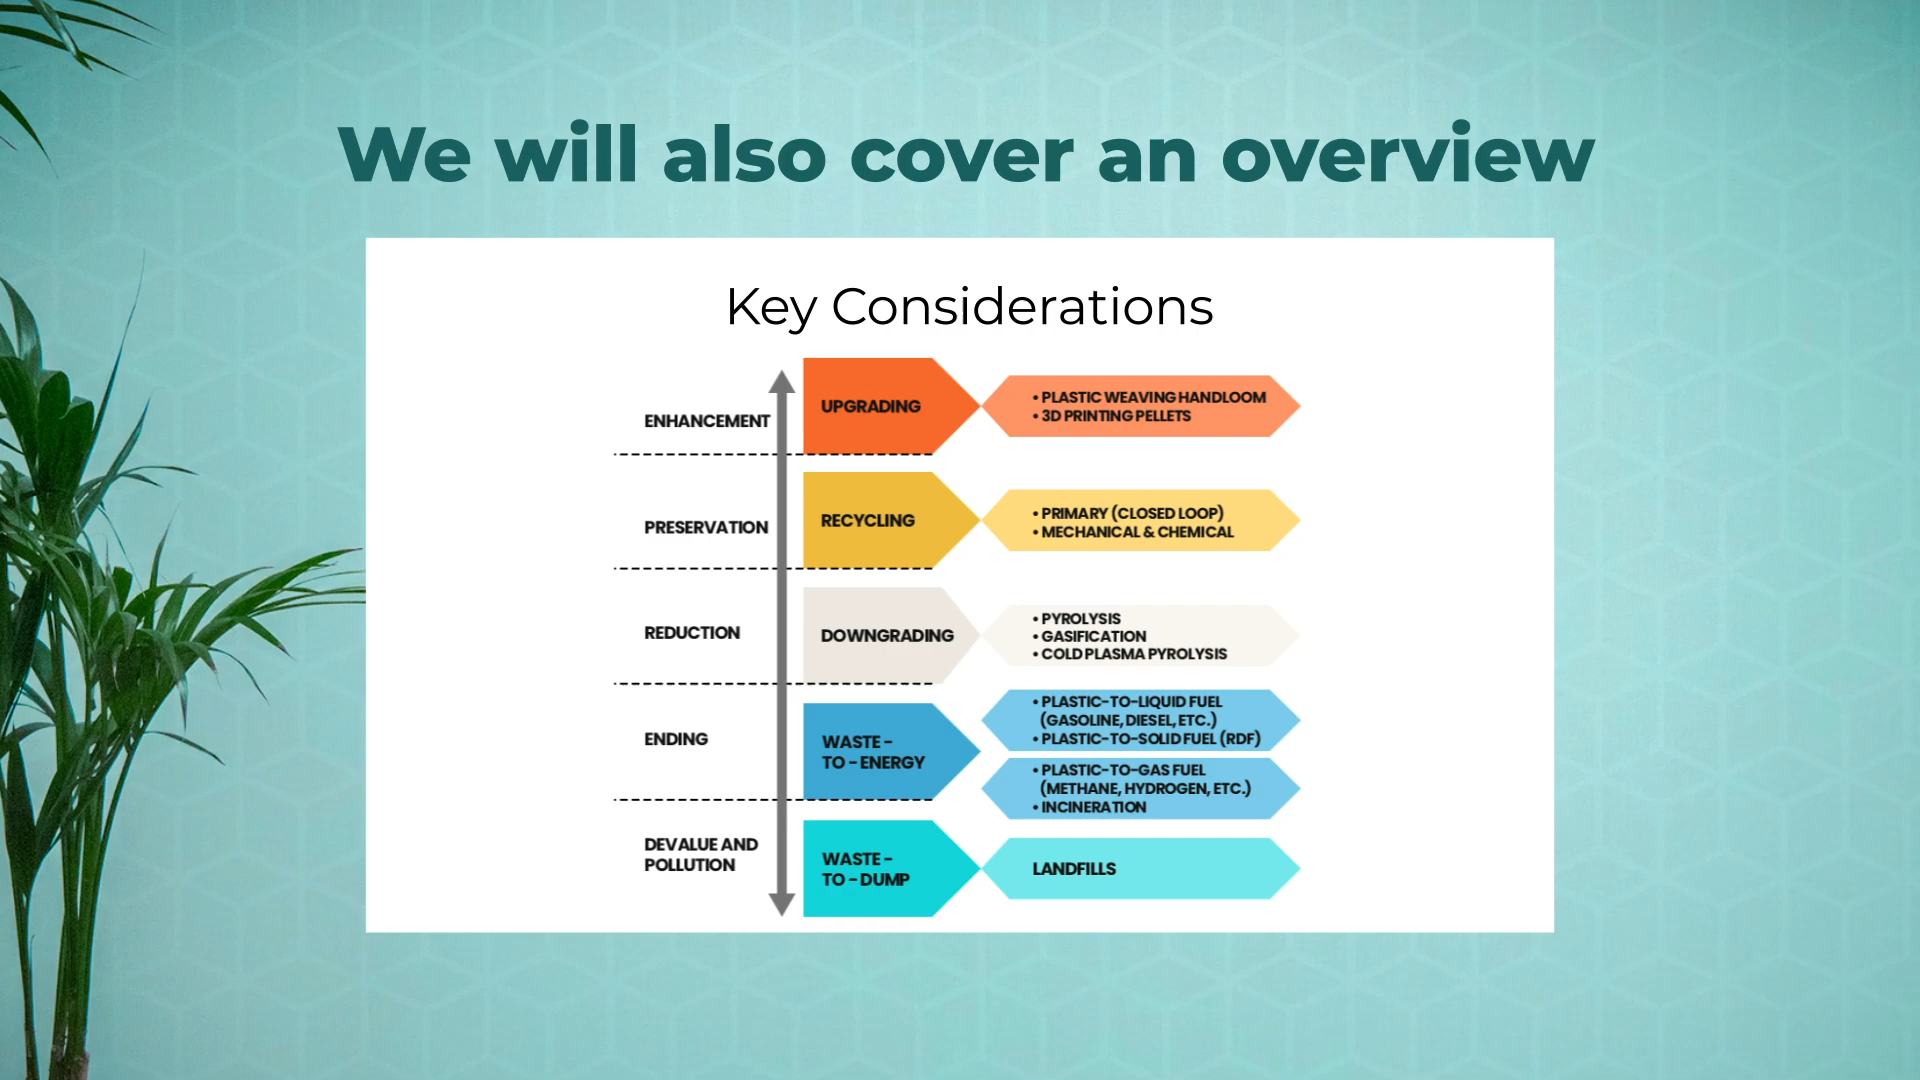 We will also cover an overview
Key Considerations
ENHANCEMENT
UPGRADING
• PLASTIC WEAVING HANDLOOM
• 3D PRINTING PELLETS
PRESERVATION
RECYCLING
• PRIMARY (CLOSED LOOP)
• MECHANICAL & CHEMICAL
REDUCTION
DOWNGRADING
• PYROLYSIS
• GASIFICATION
• COLD PLASMA PYROLYSIS
ENDING
WASTE -
TO - ENERGY
• PLASTIC-TO-LIQUID FUEL
(GASOLINE, DIESEL, ETC.)
• PLASTIC-TO-SOLID FUEL (RDF)
• PLASTIC-TO-GAS FUEL
(METHANE, HYDROGEN, ETC.)
• INCINERATION
DEVALUE AND
POLLUTION
WASTE -
TO - DUMP
LANDFILLS